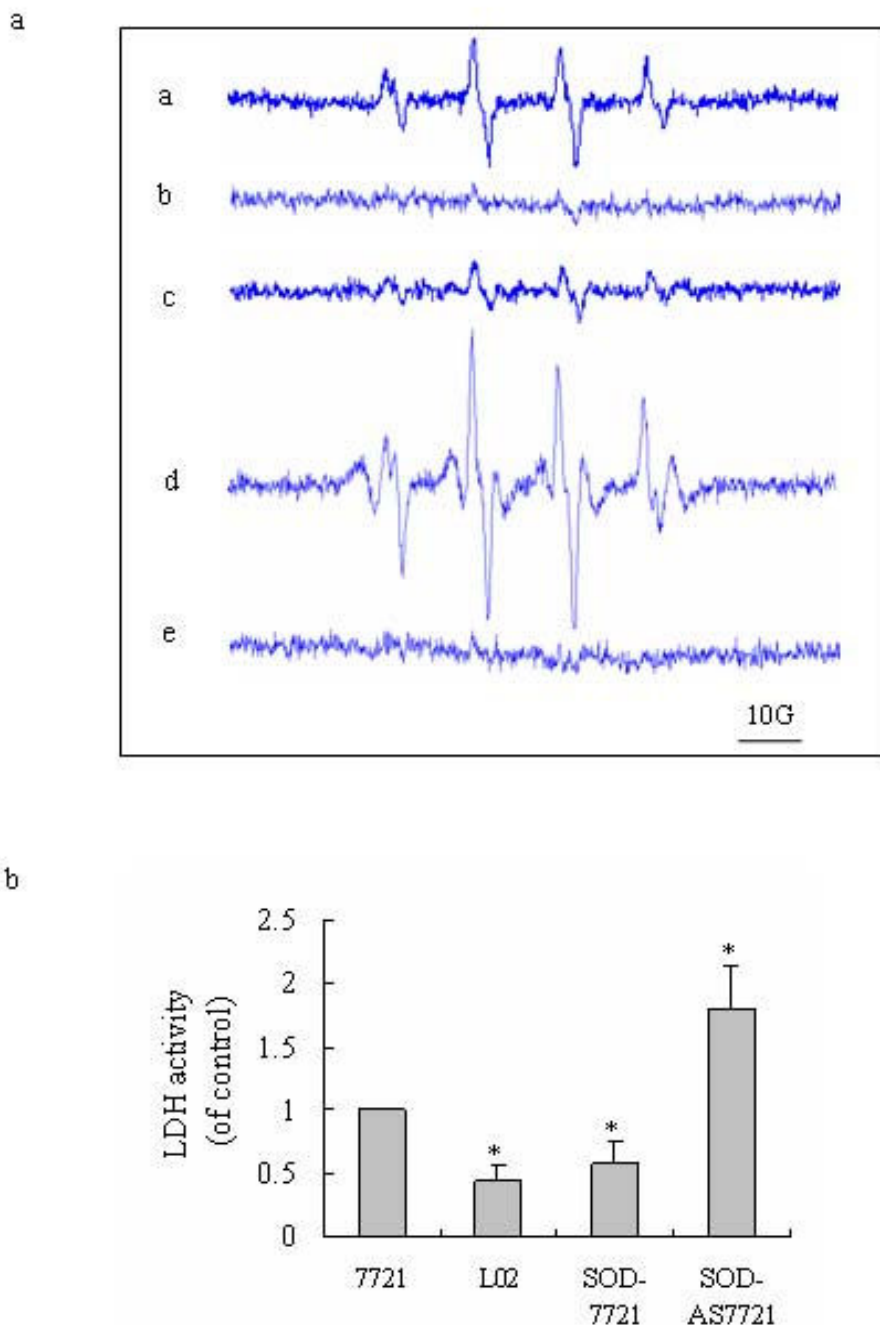 a
a
b
c
d
e
10G
b
LDH activity
(of control)
2.5
2
1.5
1
0.5
0
*
*
*
7721
L02
SOD-
7721
SOD-
AS7721